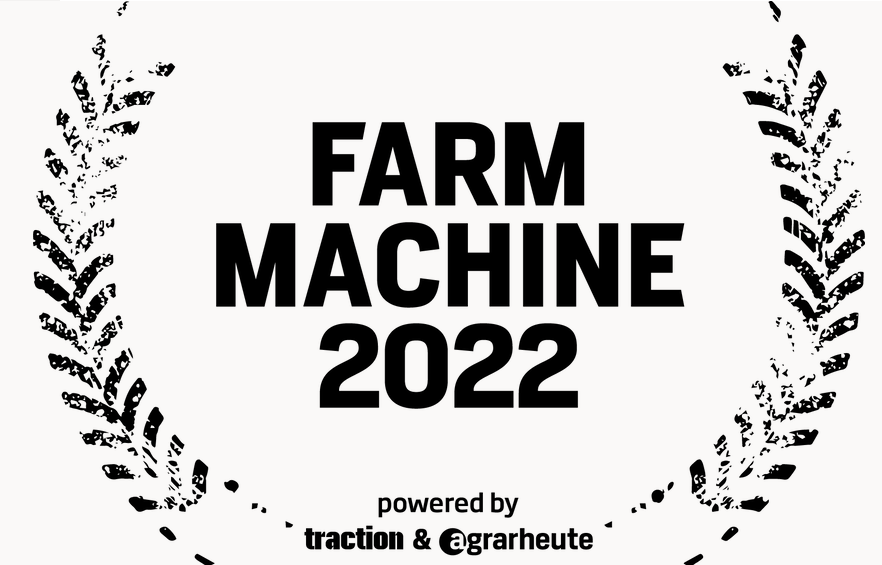 FARM
MACHINE
2022
powered by
traction & agrarheute